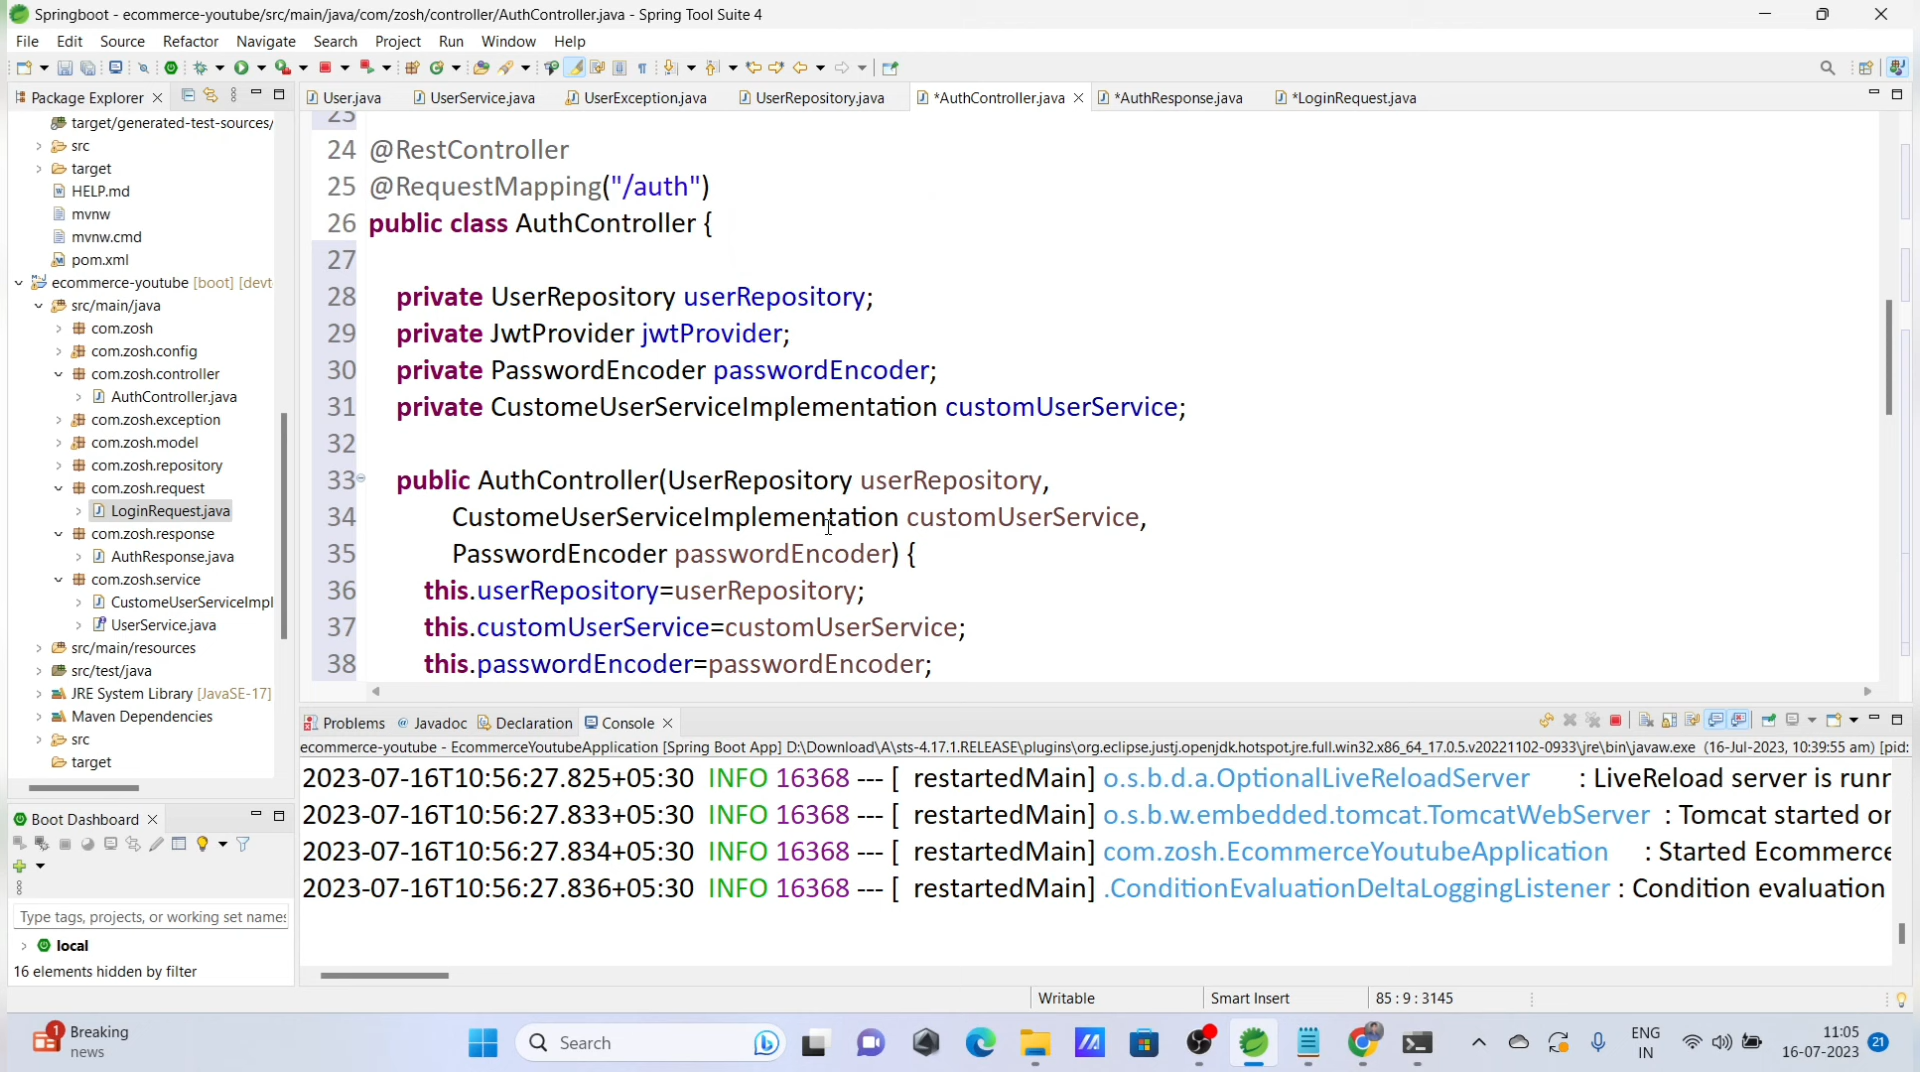 Springboot - ecommerce-youtube/src/main/java/com/zosh/controller/AuthController.java - Spring Tool Suite 4
File Edit Source Refactor Navigate Search Project Run Window Help
Package Explorer
User.java UserService.java UserException.java UserRepository.java *AuthController.java *AuthResponse.java *LoginRequest.java
target/generated-test-sources/
src
target
HELP.md
mvnw
mvnw.cmd
pom.xml
ecommerce-youtube [boot] [devt
src/main/java
com.zosh
com.zosh.config
com.zosh.controller
AuthController.java
com.zosh.exception
com.zosh.model
com.zosh.repository
com.zosh.request
LoginRequest.java
com.zosh.response
AuthResponse.java
com.zosh.service
CustomeUserServiceImpl
UserService.java
src/main/resources
src/test/java
JRE System Library [JavaSE-17]
Maven Dependencies
src
target
23
24 @RestController
25 @RequestMapping("/auth")
26 public class AuthController {
27
28 private UserRepository userRepository;
29 private JwtProvider jwtProvider;
30 private PasswordEncoder passwordEncoder;
31 private CustomeUserServiceImplementation customUserService;
32
33 public AuthController(UserRepository userRepository,
34 CustomeUserServiceImplementation customUserService,
35 PasswordEncoder passwordEncoder) {
36 this.userRepository=userRepository;
37 this.customUserService=customUserService;
38 this.passwordEncoder=passwordEncoder;
Problems Javadoc Declaration Console
ecommerce-youtube - EcommerceYoutubeApplication [Spring Boot App] D:\Download\A\sts-4.17.1.RELEASE\plugins\org.eclipse.justj.openjdk.hotspot.jre.full.win32.x86_64_17.0.5.v20221102-0933\jre\bin\javaw.exe (16-Jul-2023, 10:39:55 am) [pid:
2023-07-16T10:56:27.825+05:30 INFO 16368 --- [ restartedMain] o.s.b.d.a.OptionalLiveReloadServer : LiveReload server is runr
2023-07-16T10:56:27.833+05:30 INFO 16368 --- [ restartedMain] o.s.b.w.embedded.tomcat.TomcatWebServer : Tomcat started or
2023-07-16T10:56:27.834+05:30 INFO 16368 --- [ restartedMain] com.zosh.EcommerceYoutubeApplication : Started Ecommerce
2023-07-16T10:56:27.836+05:30 INFO 16368 --- [ restartedMain] .ConditionEvaluationDeltaLoggingListener : Condition evaluation
Boot Dashboard
Type tags, projects, or working set names
local
16 elements hidden by filter
Writable Smart Insert 85 : 9 : 3145
1
Breaking
news
Search
ENG
IN
11:05
16-07-2023
21